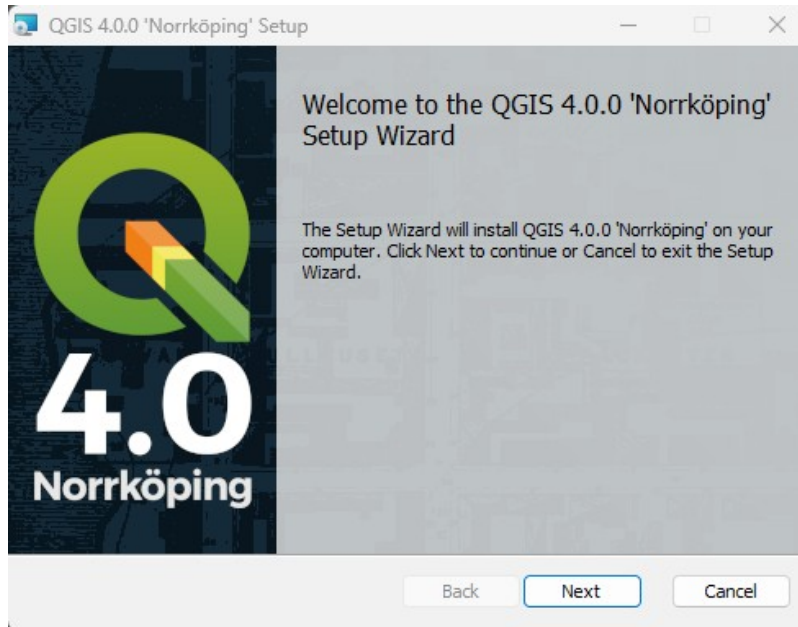 QGIS 4.0.0 'Norrköping' Setup
Welcome to the QGIS 4.0.0 'Norrköping'
Setup Wizard
The Setup Wizard will install QGIS 4.0.0 'Norrköping' on your
computer. Click Next to continue or Cancel to exit the Setup
Wizard.
4.0
Norrköping
Back
Next
Cancel